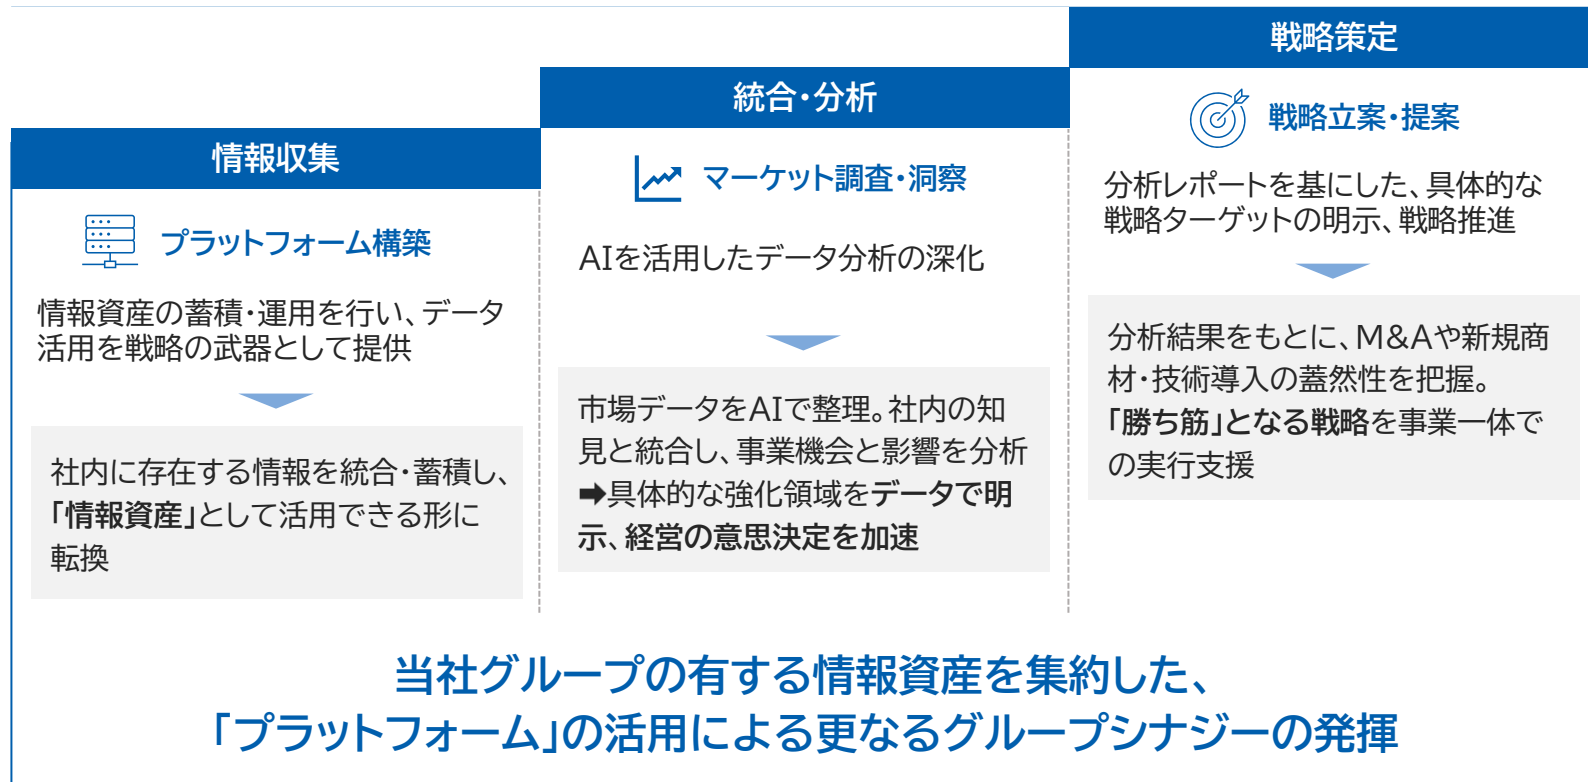 情報収集
プラットフォーム構築
情報資産の蓄積・運用を行い、データ
活用を戦略の武器として提供
社内に存在する情報を統合・蓄積し、
「情報資産」として活用できる形に
転換
統合・分析
マーケット調査・洞察
AIを活用したデータ分析の深化
市場データをAIで整理。社内の知
見と統合し、事業機会と影響を分析
➡具体的な強化領域をデータで明
示、経営の意思決定を加速
戦略策定
戦略立案・提案
分析レポートを基にした、具体的な
戦略ターゲットの明示、戦略推進
分析結果をもとに、M&Aや新規商
材・技術導入の蓋然性を把握。
「勝ち筋」となる戦略を事業一体で
の実行支援
当社グループの有する情報資産を集約した、
「プラットフォーム」の活用による更なるグループシナジーの発揮